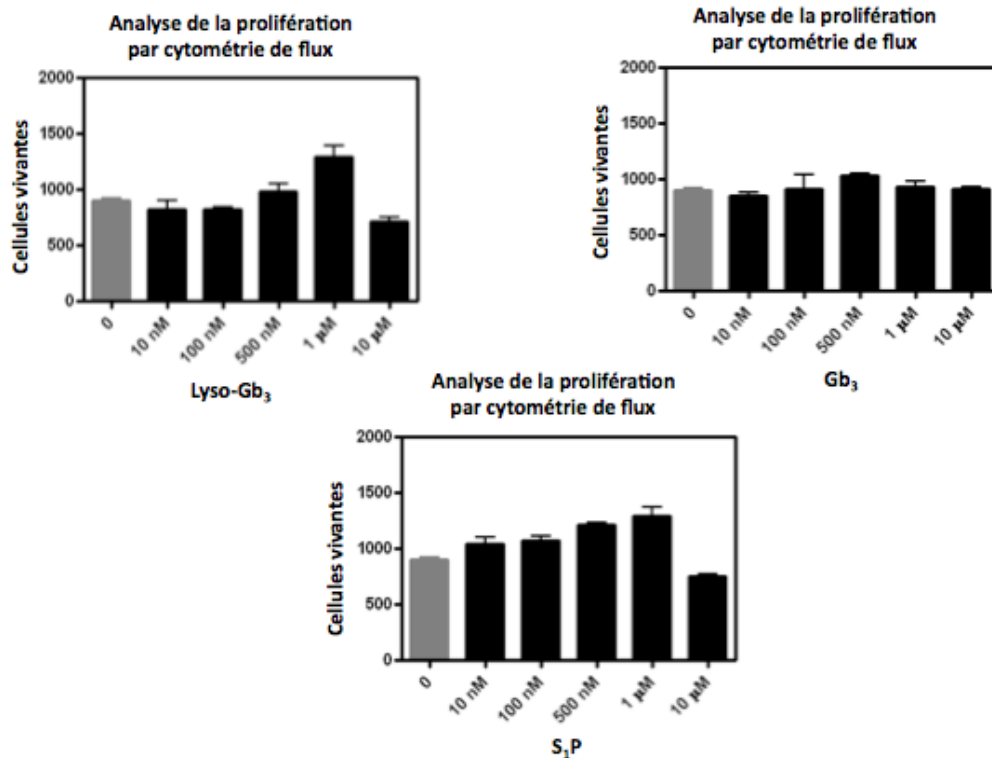 Analyse de la prolifération
par cytométrie de flux
Cellules vivantes
2000
1500
1000
500
0
0
10 nM
100 nM
500 nM
1 µM
10 µM
Lyso-Gb₃
Analyse de la prolifération
par cytométrie de flux
Cellules vivantes
2000
1500
1000
500
0
0
10 nM
100 nM
500 nM
1 µM
10 µM
Gb₃
Analyse de la prolifération
par cytométrie de flux
Cellules vivantes
2000
1500
1000
500
0
0
10 nM
100 nM
500 nM
1 µM
10 µM
S₁P